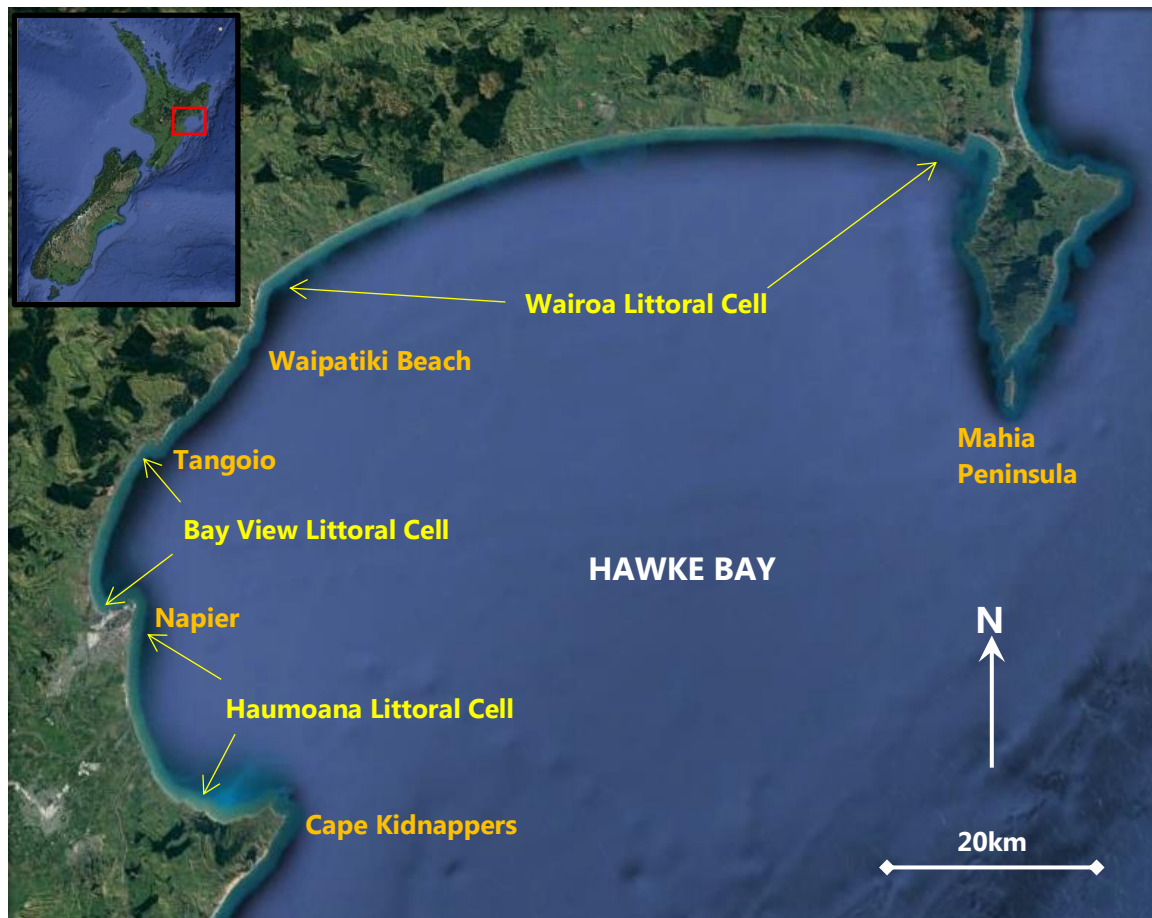 Wairoa Littoral Cell
Waipatiki Beach
Mahia
Peninsula
Tangoio
Bay View Littoral Cell
HAWKE BAY
Napier
N
Haumoana Littoral Cell
Cape Kidnappers
20km